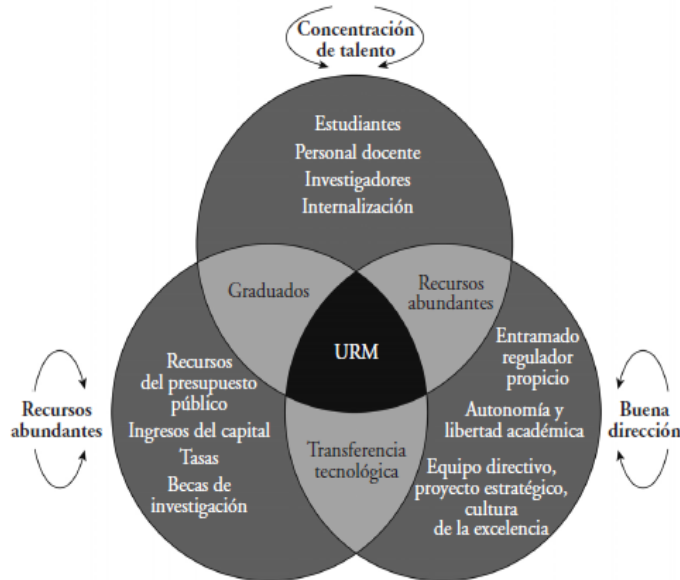 Concentración
de talento
Estudiantes
Personal docente
Investigadores
Internalización
Graduados
Recursos
abundantes
URM
Recursos
abundantes
Recursos
del presupuesto
público
Ingresos del capital
Tasas
Becas de
investigación
Transferencia
tecnológica
Entramado
regulador
propicio
Autonomía y
libertad académica
Equipo directivo,
proyecto estratégico,
cultura
de la excelencia
Buena
dirección